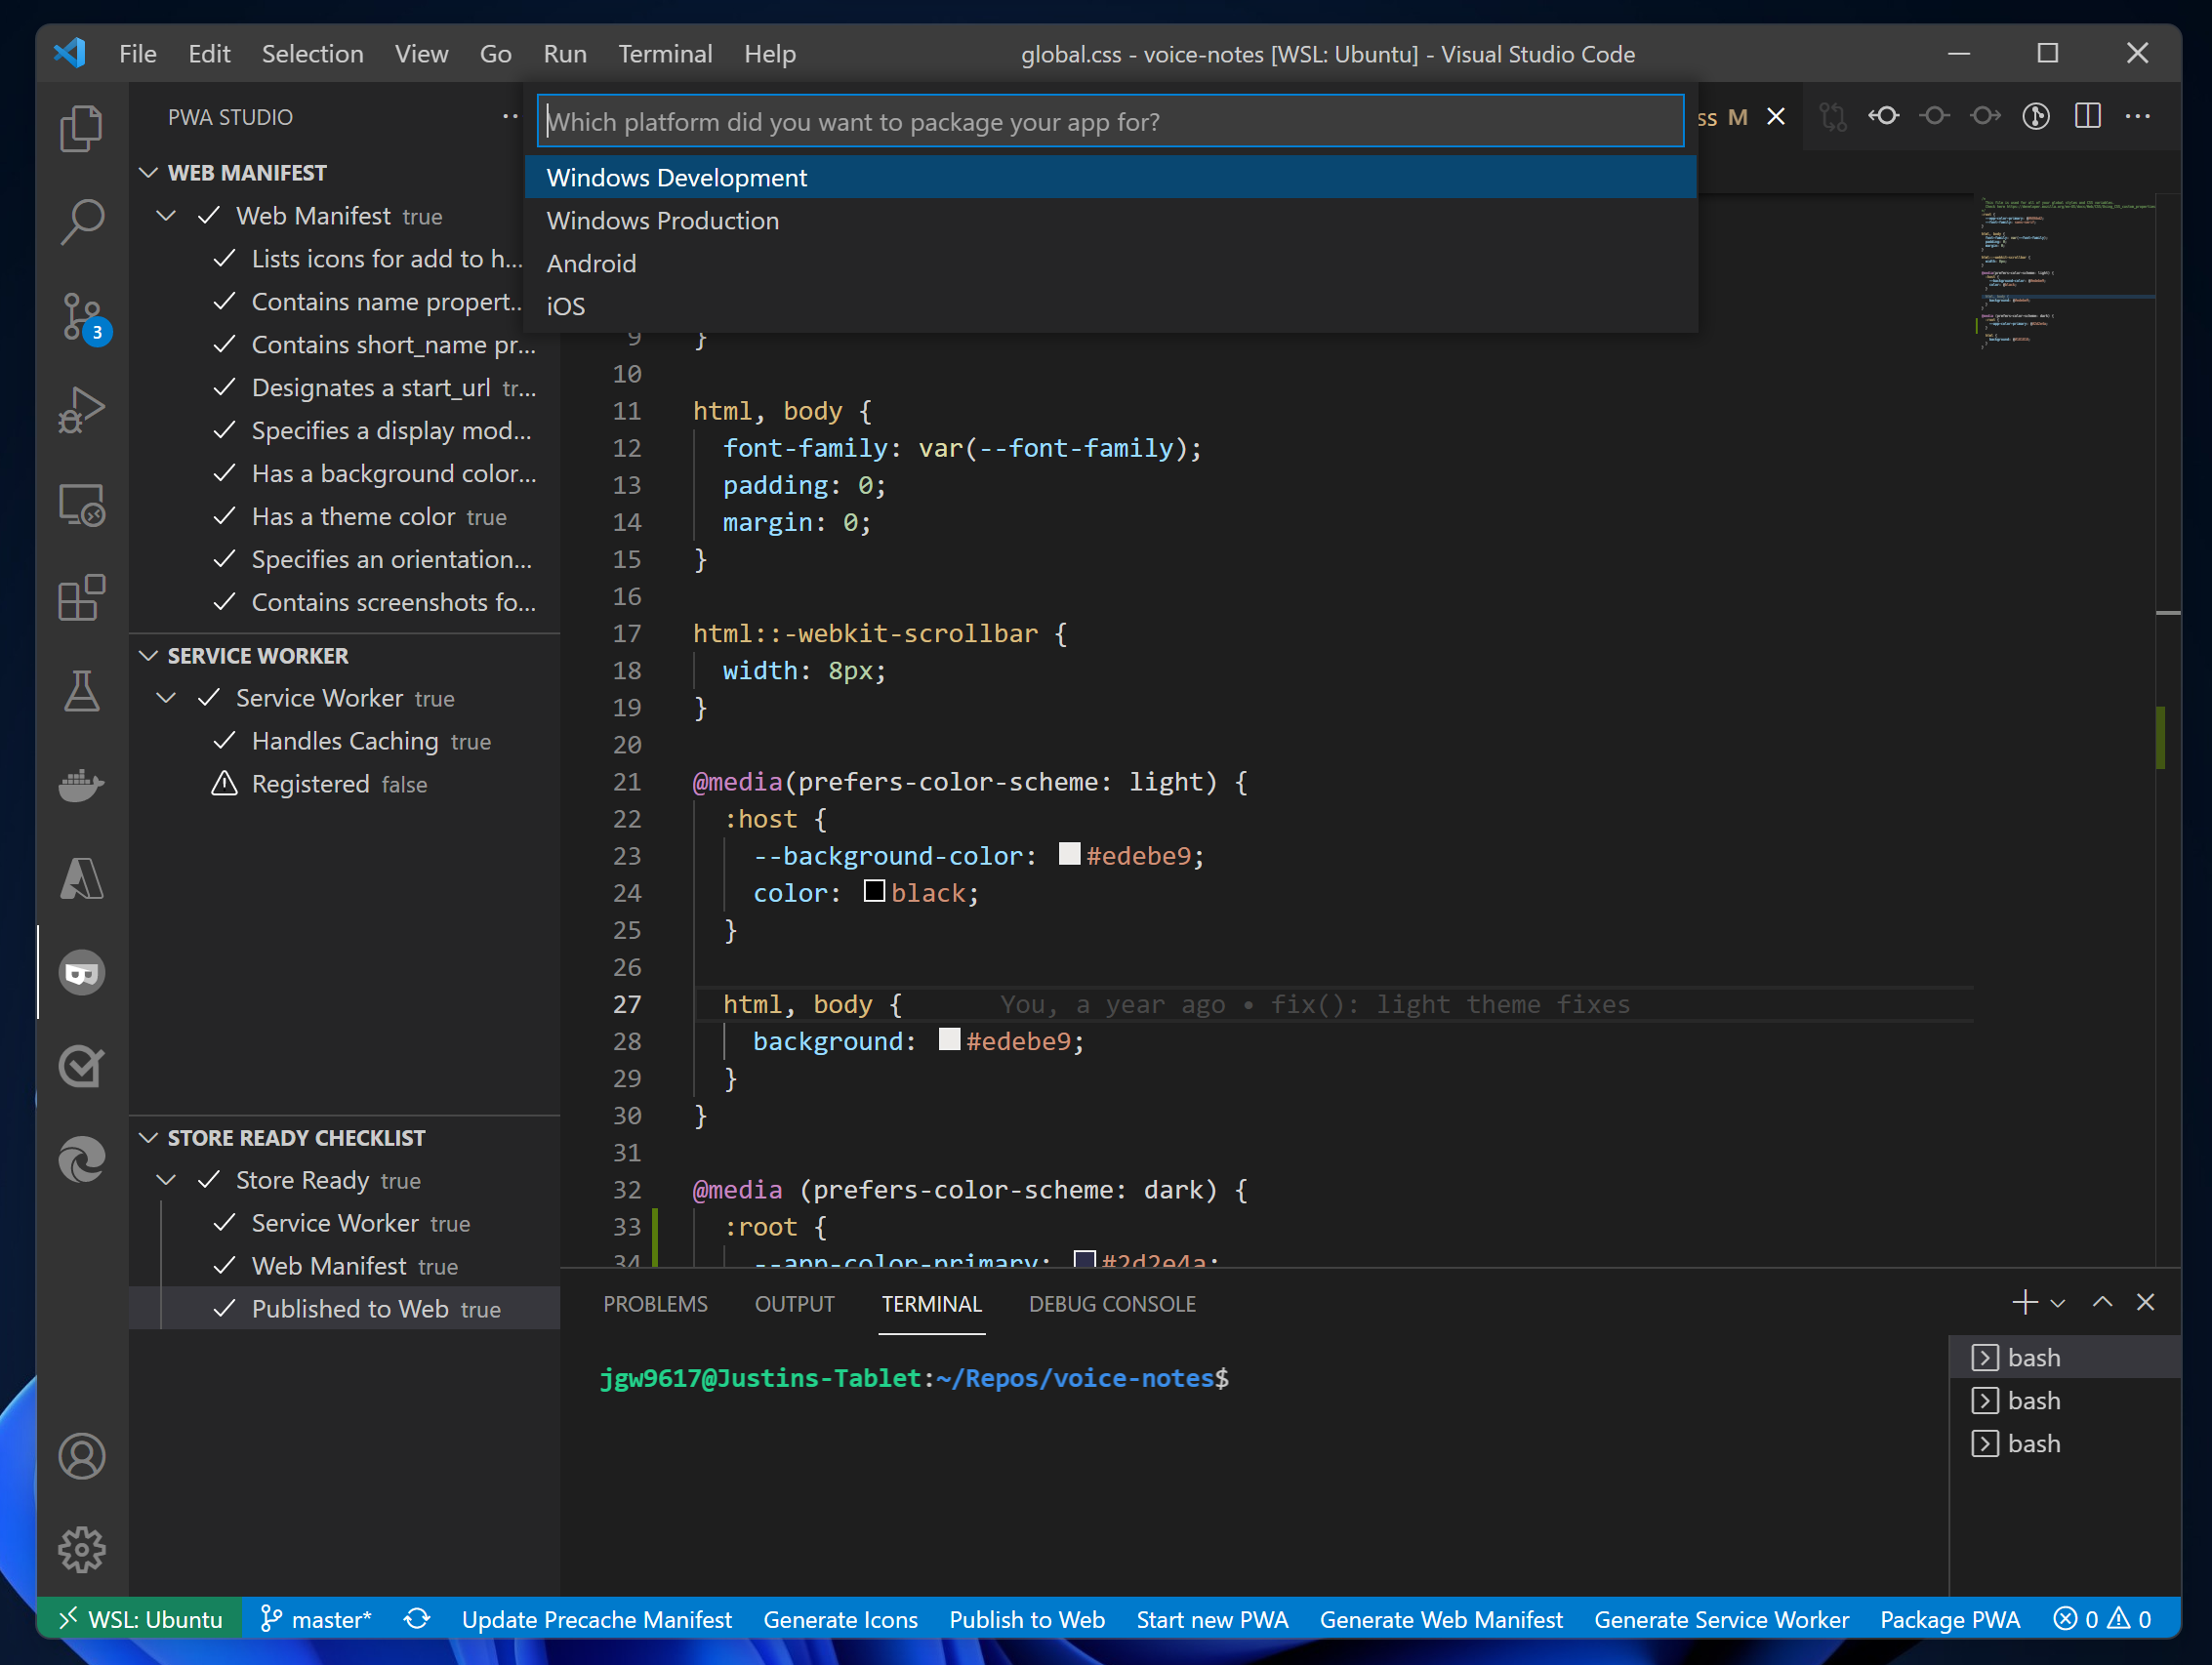 File Edit Selection View Go Run Terminal Help
global.css - voice-notes [WSL: Ubuntu] - Visual Studio Code
PWA STUDIO
Which platform did you want to package your app for?
ss M
Windows Development
Windows Production
Android
iOS
WEB MANIFEST
Web Manifest true
Lists icons for add to h...
Contains name propert...
Contains short_name pr...
Designates a start_url tr...
Specifies a display mod...
Has a background color...
Has a theme color true
Specifies an orientation...
Contains screenshots fo...
SERVICE WORKER
Service Worker true
Handles Caching true
Registered false
STORE READY CHECKLIST
Store Ready true
Service Worker true
Web Manifest true
Published to Web true
3
9 }
10
11 html, body {
12 font-family: var(--font-family);
13 padding: 0;
14 margin: 0;
15 }
16
17 html::-webkit-scrollbar {
18 width: 8px;
19 }
20
21 @media(prefers-color-scheme: light) {
22 :host {
23 --background-color: #edebe9;
24 color: black;
25 }
26
27 html, body { You, a year ago • fix(): light theme fixes
28 background: #edebe9;
29 }
30 }
31
32 @media (prefers-color-scheme: dark) {
33 :root {
34 --app-color-primary: #2d2e4a;
PROBLEMS OUTPUT TERMINAL DEBUG CONSOLE
jgw9617@Justins-Tablet:~/Repos/voice-notes$
bash
bash
bash
WSL: Ubuntu master* Update Precache Manifest Generate Icons Publish to Web Start new PWA Generate Web Manifest Generate Service Worker Package PWA 0 0